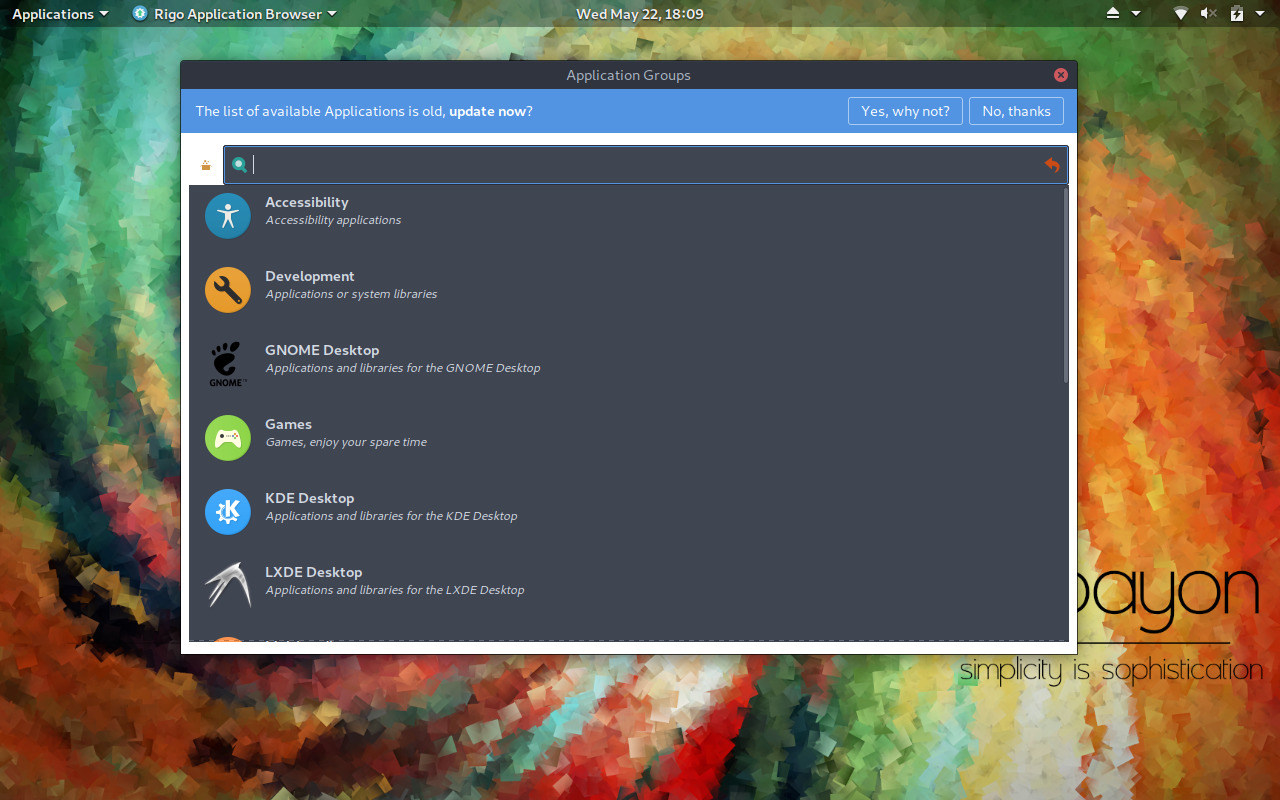 Applications Rigo Application Browser Wed May 22, 18:09
Application Groups
The list of available Applications is old, update now? Yes, why not? No, thanks
Accessibility
Accessibility applications
Development
Applications or system libraries
GNOME Desktop
Applications and libraries for the GNOME Desktop
GNOME™
Games
Games, enjoy your spare time
KDE Desktop
Applications and libraries for the KDE Desktop
LXDE Desktop
Applications and libraries for the LXDE Desktop
bayon
simplicity is sophistication